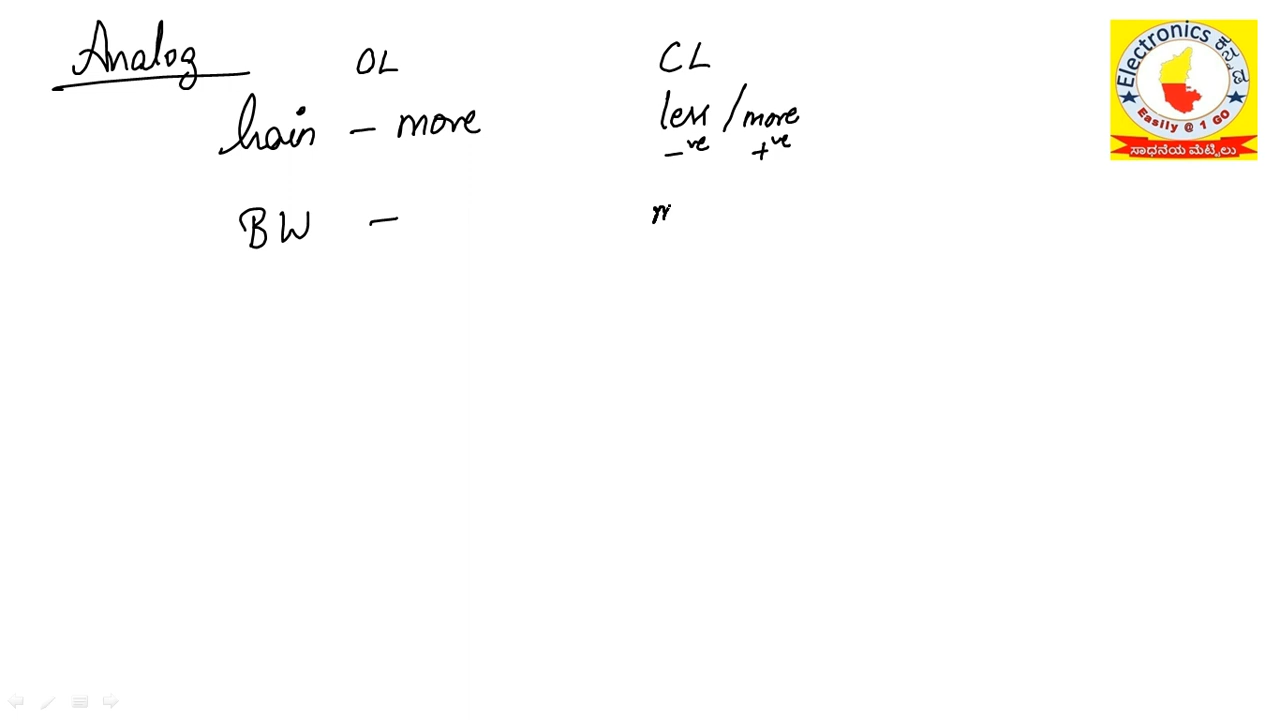 Analog OL CL
Gain – more less / more
–ve +ve
BW –
Electronics ಕನ್ನಡ
Easily @ 1 GO
ಸಾಧನೆಯ ಮೆಟ್ಟಿಲು